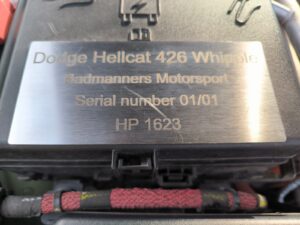 Dodge Hellcat 426 Whipple
Badmanners Motorsport
Serial number 01/01
HP 1623